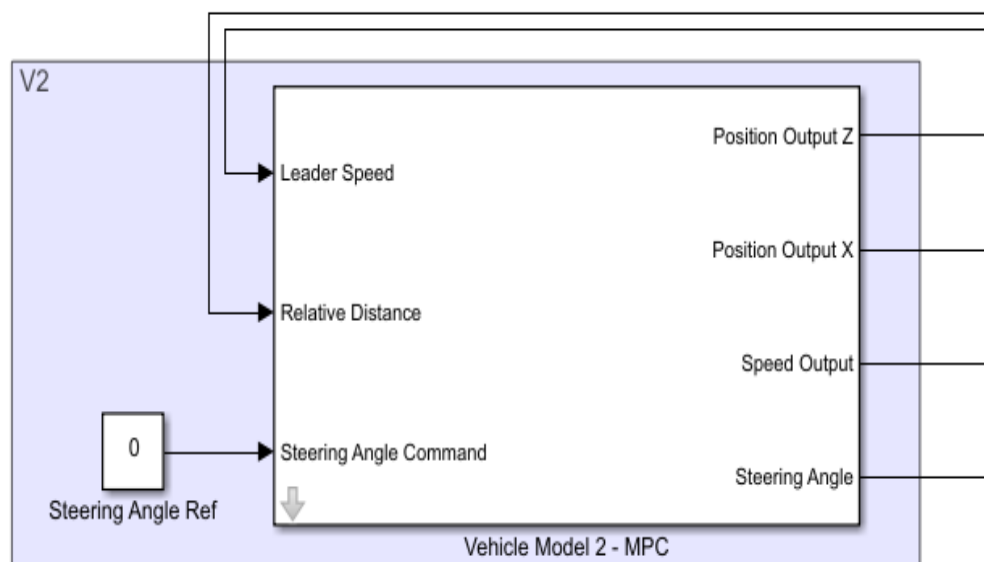 V2
Leader Speed
Relative Distance
Steering Angle Command
0
Steering Angle Ref
Position Output Z
Position Output X
Speed Output
Steering Angle
Vehicle Model 2 - MPC